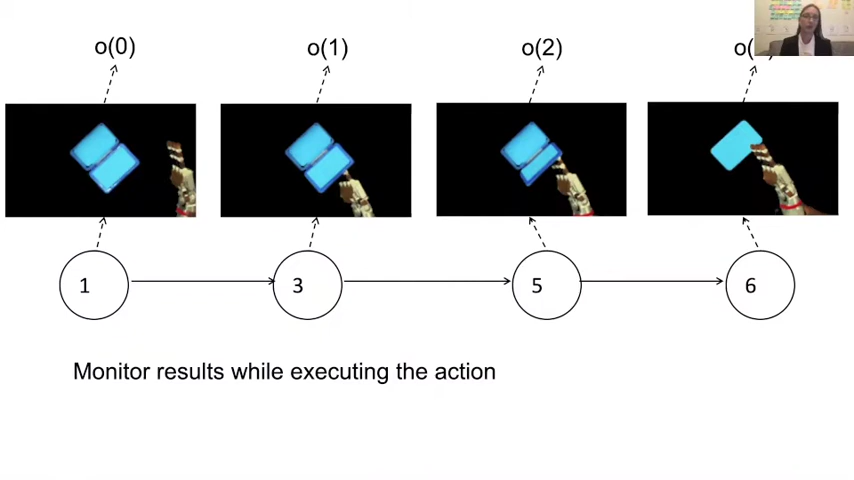 o(0) o(1) o(2) o(
1 3 5 6
Monitor results while executing the action